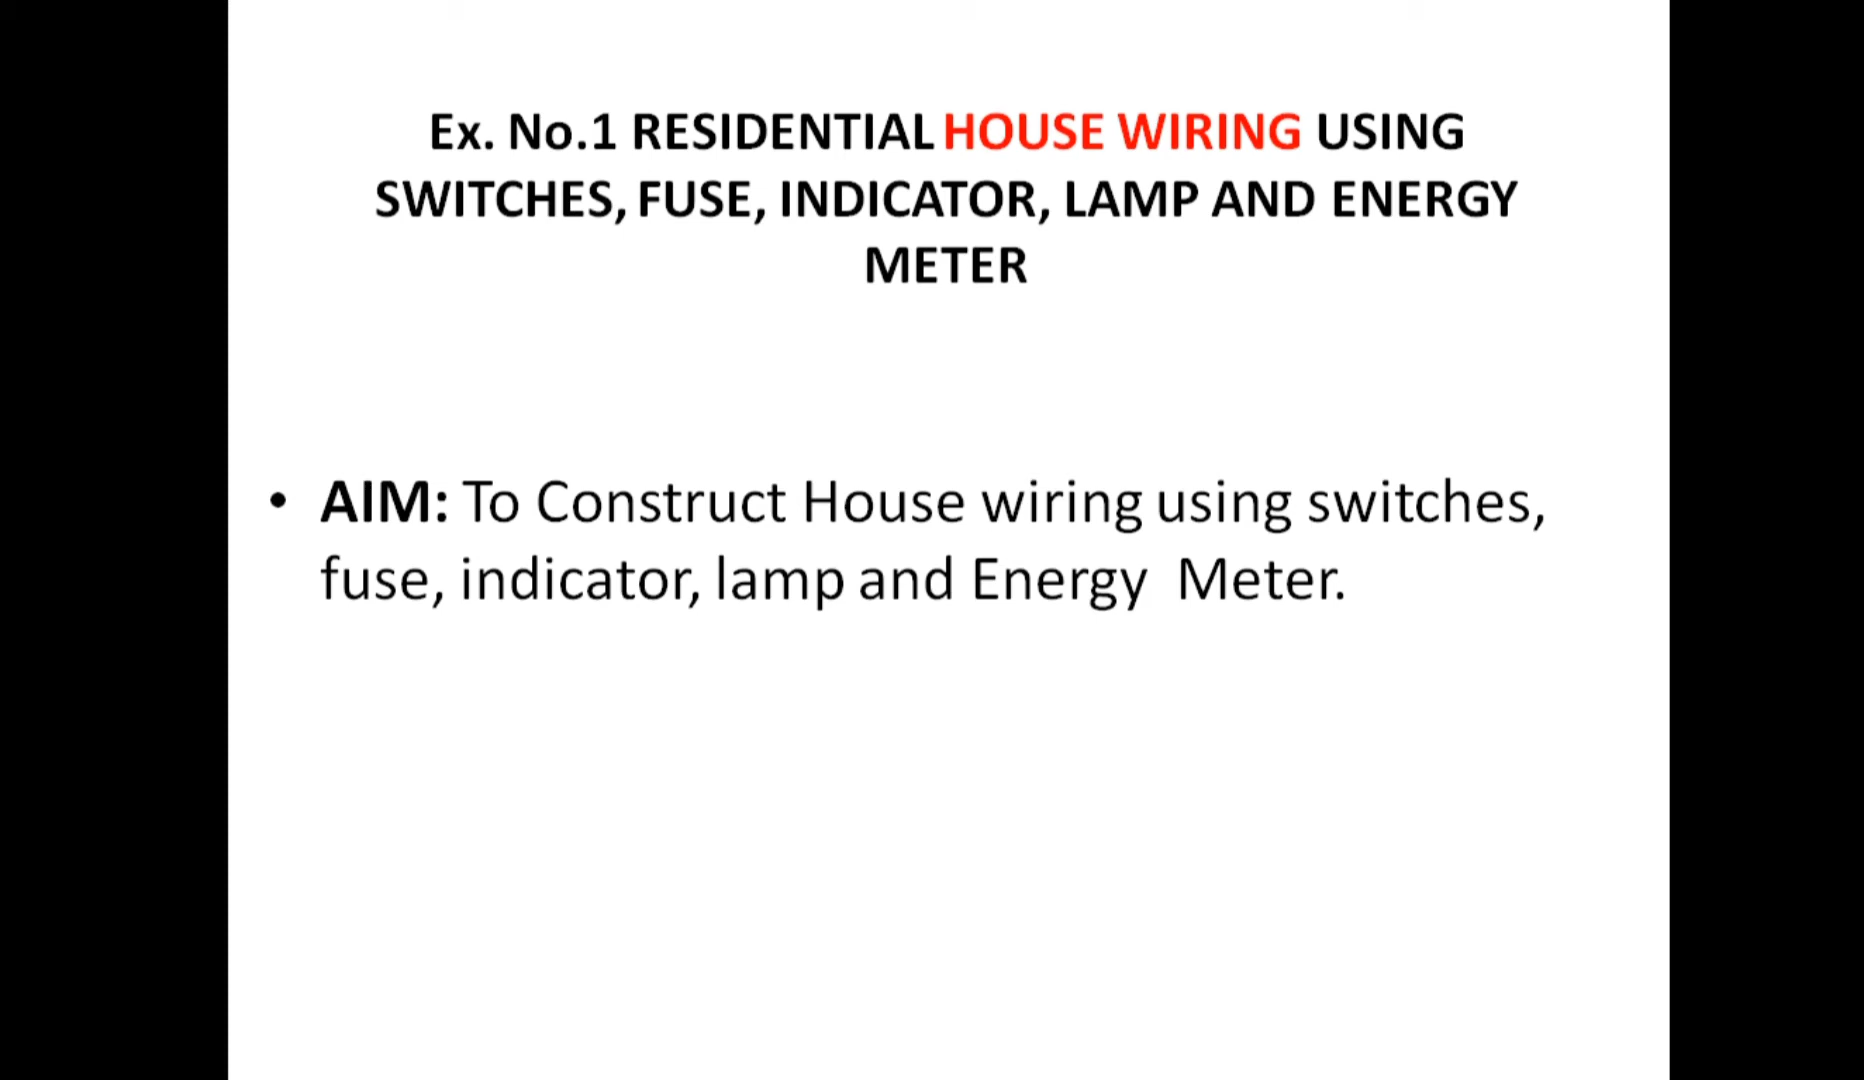 Ex. No.1 RESIDENTIAL HOUSE WIRING USING
SWITCHES, FUSE, INDICATOR, LAMP AND ENERGY
METER
• AIM: To Construct House wiring using switches,
fuse, indicator, lamp and Energy  Meter.